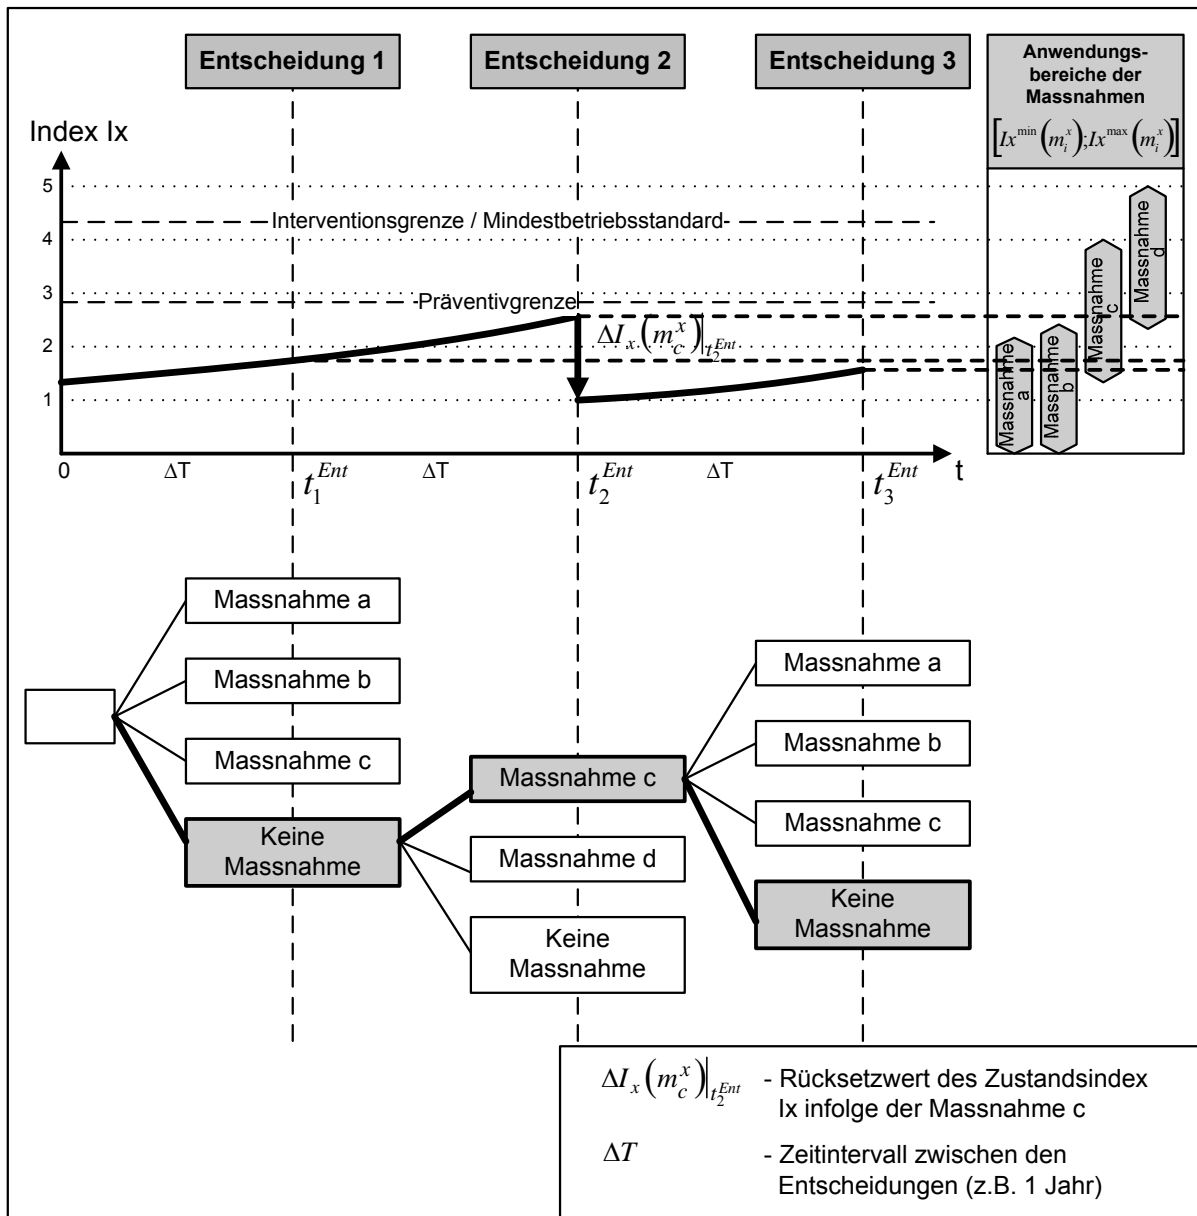 Entscheidung 1
Entscheidung 2
Entscheidung 3
Anwendungs-
bereiche der
Massnahmen
[Ix^min(m_i^x);Ix^max(m_i^x)]
Index Ix
5
Interventionsgrenze / Mindestbetriebsstandard
4
3
Präventivgrenze
ΔI_x(m_c^x)|_{t_2^Ent}
2
1
Massnahme
a
Massnahme
b
Massnahme
c
Massnahme
d
0
ΔT
t_1^Ent
ΔT
t_2^Ent
ΔT
t_3^Ent
t
Massnahme a
Massnahme b
Massnahme c
Keine
Massnahme
Massnahme c
Massnahme d
Keine
Massnahme
Massnahme a
Massnahme b
Massnahme c
Keine
Massnahme
ΔI_x(m_c^x)|_{t_2^Ent} - Rücksetzwert des Zustandsindex
Ix infolge der Massnahme c
ΔT - Zeitintervall zwischen den
Entscheidungen (z.B. 1 Jahr)